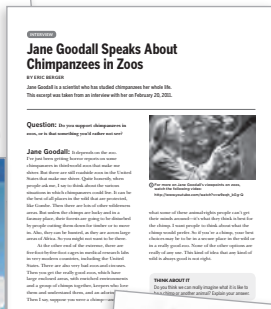 INTERVIEW
Jane Goodall Speaks About
Chimpanzees in Zoos
BY ERIC BERGER
Jane Goodall is a scientist who has studied chimpanzees her whole life.
This excerpt was taken from an interview with her on February 20, 2011.
Question: Do you support chimpanzees in
zoos, or is that something you'd rather not see?
Jane Goodall: It depends on the zoo.
I've just been getting horror reports on some
chimpanzees in third-world zoos that make me
shiver. But there are still roadside zoos in the United
States that make me shiver. Quite honestly, when
people ask me, I say to think about the various
situations in which chimpanzees could live. It can be
the best of all places in the wild that are protected,
like Gombe. Then there are lots of other wilderness
areas. But unless the chimps are lucky and in a
famous place, their forests are going to be disturbed
by people cutting them down for timber or to move
in. Also, they can be hunted, as they are across large
areas of Africa. So you might not want to be there.
At the other end of the extreme, there are
five-foot-by-five-foot cages in medical research labs
in very modern countries, including the United
States. There are also very bad zoos and circuses.
Then you get the really good zoos, which have
large enclosures, with enriched environments
and a group of chimpanzees, keepers who love
them and understand them, and
Then I say, suppose you were a chimp
For more on Jane Goodall's viewpoints on zoos,
watch the following video:
what some of these animal-rights people can't get
their minds around—it's what they think is best for
the chimp. I want people to think about what the
chimp would prefer. So if you're a chimp, your best
choices may be to be in a secure place in the wild or
in a really good zoo. None of the other options are
really of any use. This kind of idea that any kind of
wild is always good is not right.
THINK ABOUT IT
Do you think we can really imagine what it is like to
be a chimp or another animal? Explain your answer.